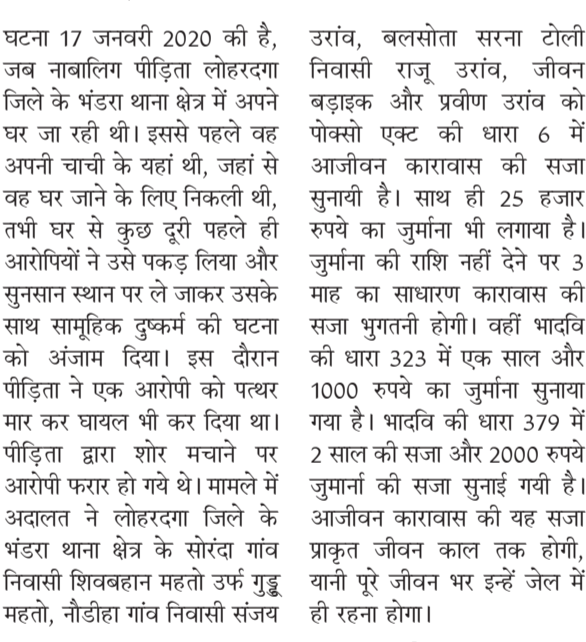 घटना 17 जनवरी 2020 की है,
जब नाबालिग पीड़िता लोहरदगा
जिले के भंडरा थाना क्षेत्र में अपने
घर जा रही थी। इससे पहले वह
अपनी चाची के यहां थी, जहां से
वह घर जाने के लिए निकली थी,
तभी घर से कुछ दूरी पहले ही
आरोपियों ने उसे पकड़ लिया और
सुनसान स्थान पर ले जाकर उसके
साथ सामूहिक दुष्कर्म की घटना
को अंजाम दिया। इस दौरान
पीड़िता ने एक आरोपी को पत्थर
मार कर घायल भी कर दिया था।
पीड़िता द्वारा शोर मचाने पर
आरोपी फरार हो गये थे। मामले में
अदालत ने लोहरदगा जिले के
भंडरा थाना क्षेत्र के सोरंदा गांव
निवासी शिवबहान महतो उर्फ गुड्डू
महतो, नौडीहा गांव निवासी संजय
उरांव, बलसोता सरना टोली
निवासी राजू उरांव, जीवन
बड़ाइक और प्रवीण उरांव को
पोक्सो एक्ट की धारा 6 में
आजीवन कारावास की सजा
सुनायी है। साथ ही 25 हजार
रुपये का जुर्माना भी लगाया है।
जुर्माना की राशि नहीं देने पर 3
माह का साधारण कारावास की
सजा भुगतनी होगी। वहीं भादवि
की धारा 323 में एक साल और
1000 रुपये का जुर्माना सुनाया
गया है। भादवि की धारा 379 में
2 साल की सजा और 2000 रुपये
जुमार्ना की सजा सुनाई गयी है।
आजीवन कारावास की यह सजा
प्राकृत जीवन काल तक होगी,
यानी पूरे जीवन भर इन्हें जेल में
ही रहना होगा।